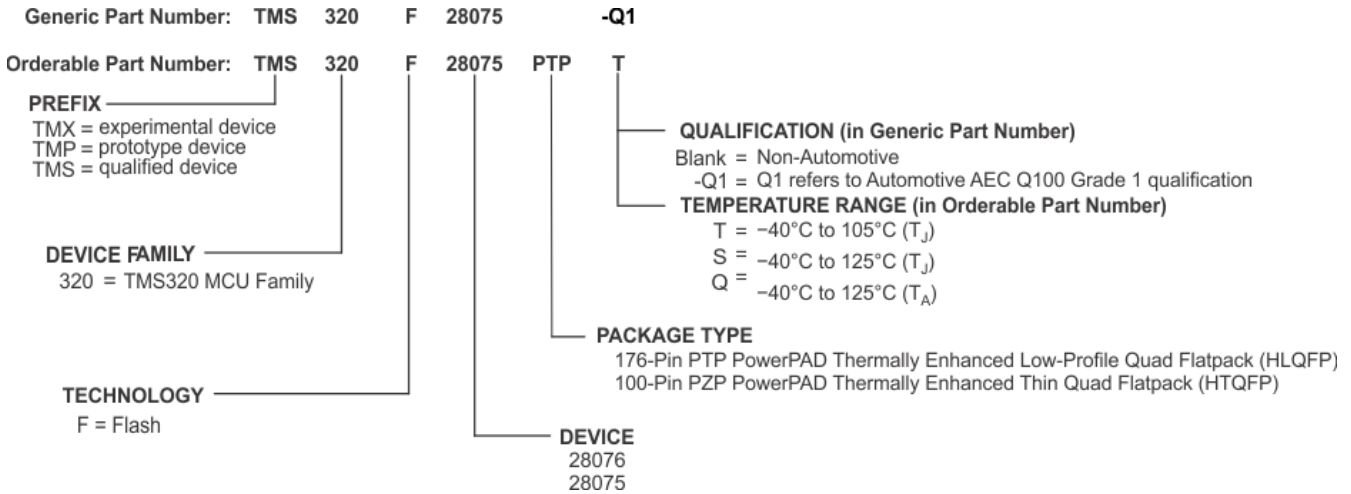 Generic Part Number: TMS 320 F 28075 -Q1
Orderable Part Number: TMS 320 F 28075 PTP T
PREFIX
TMX = experimental device
TMP = prototype device
TMS = qualified device
QUALIFICATION (in Generic Part Number)
Blank = Non-Automotive
-Q1 = Q1 refers to Automotive AEC Q100 Grade 1 qualification
TEMPERATURE RANGE (in Orderable Part Number)
T = −40°C to 105°C (TJ)
S = −40°C to 125°C (TJ)
Q = −40°C to 125°C (TA)
DEVICE FAMILY
320 = TMS320 MCU Family
PACKAGE TYPE
176-Pin PTP PowerPAD Thermally Enhanced Low-Profile Quad Flatpack (HLQFP)
100-Pin PZP PowerPAD Thermally Enhanced Thin Quad Flatpack (HTQFP)
TECHNOLOGY
F = Flash
DEVICE
28076
28075